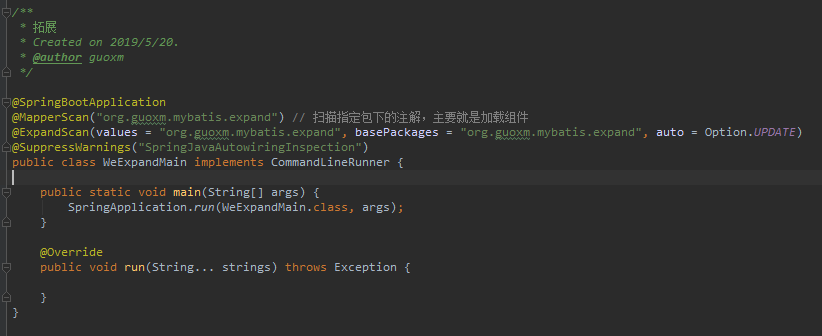 /**
* 拓展
* Created on 2019/5/20.
* @author guoxm
*/
@SpringBootApplication
@MapperScan("org.guoxm.mybatis.expand") // 扫描指定包下的注解，主要就是加载组件
@ExpandScan(values = "org.guoxm.mybatis.expand", basePackages = "org.guoxm.mybatis.expand", auto = Option.UPDATE)
@SuppressWarnings("SpringJavaAutowiringInspection")
public class WeExpandMain implements CommandLineRunner {
public static void main(String[] args) {
SpringApplication.run(WeExpandMain.class, args);
}
@Override
public void run(String... strings) throws Exception {
}
}